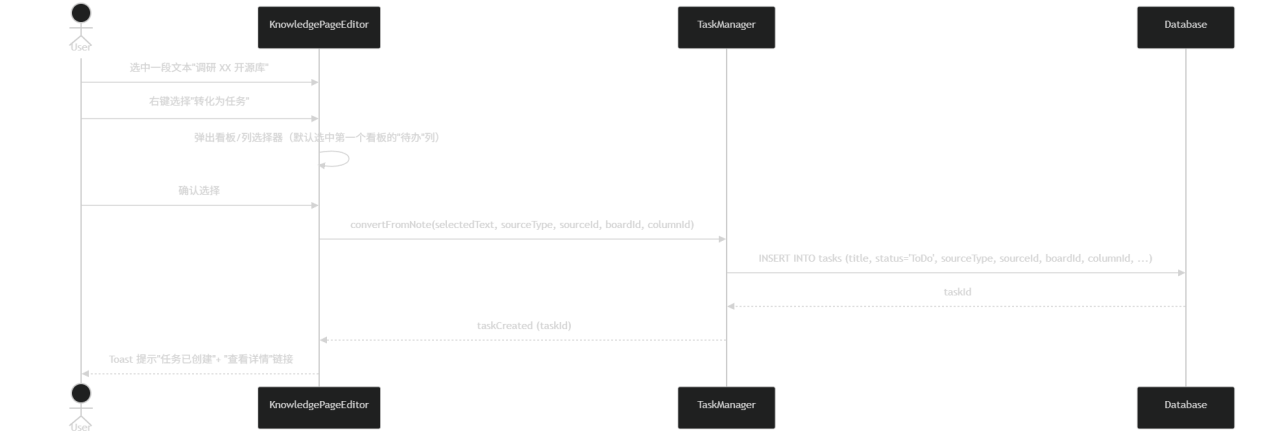 User
KnowledgePageEditor
TaskManager
Database
选中一段文本"调研 XX 开源库"
右键选择"转化为任务"
弹出看板/列选择器（默认选中第一个看板的"待办"列）
确认选择
convertFromNote(selectedText, sourceType, sourceId, boardId, columnId)
INSERT INTO tasks (title, status='ToDo', sourceType, sourceId, boardId, columnId, ...)
taskId
taskCreated (taskId)
Toast 提示"任务已创建"+ "查看详情"链接
User
KnowledgePageEditor
TaskManager
Database